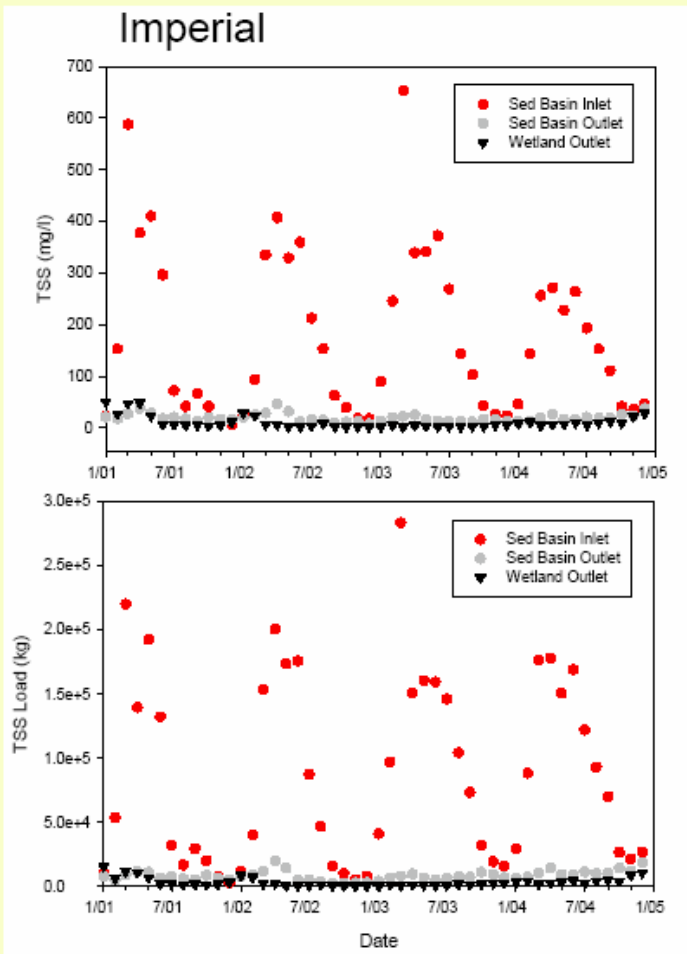 Imperial
700
600
500
400
300
200
100
0
TSS (mg/l)
Sed Basin Inlet
Sed Basin Outlet
Wetland Outlet
1/01 7/01 1/02 7/02 1/03 7/03 1/04 7/04 1/05
3.0e+5
2.5e+5
2.0e+5
1.5e+5
1.0e+5
5.0e+4
0.0
TSS Load (kg)
Sed Basin Inlet
Sed Basin Outlet
Wetland Outlet
1/01 7/01 1/02 7/02 1/03 7/03 1/04 7/04 1/05
Date